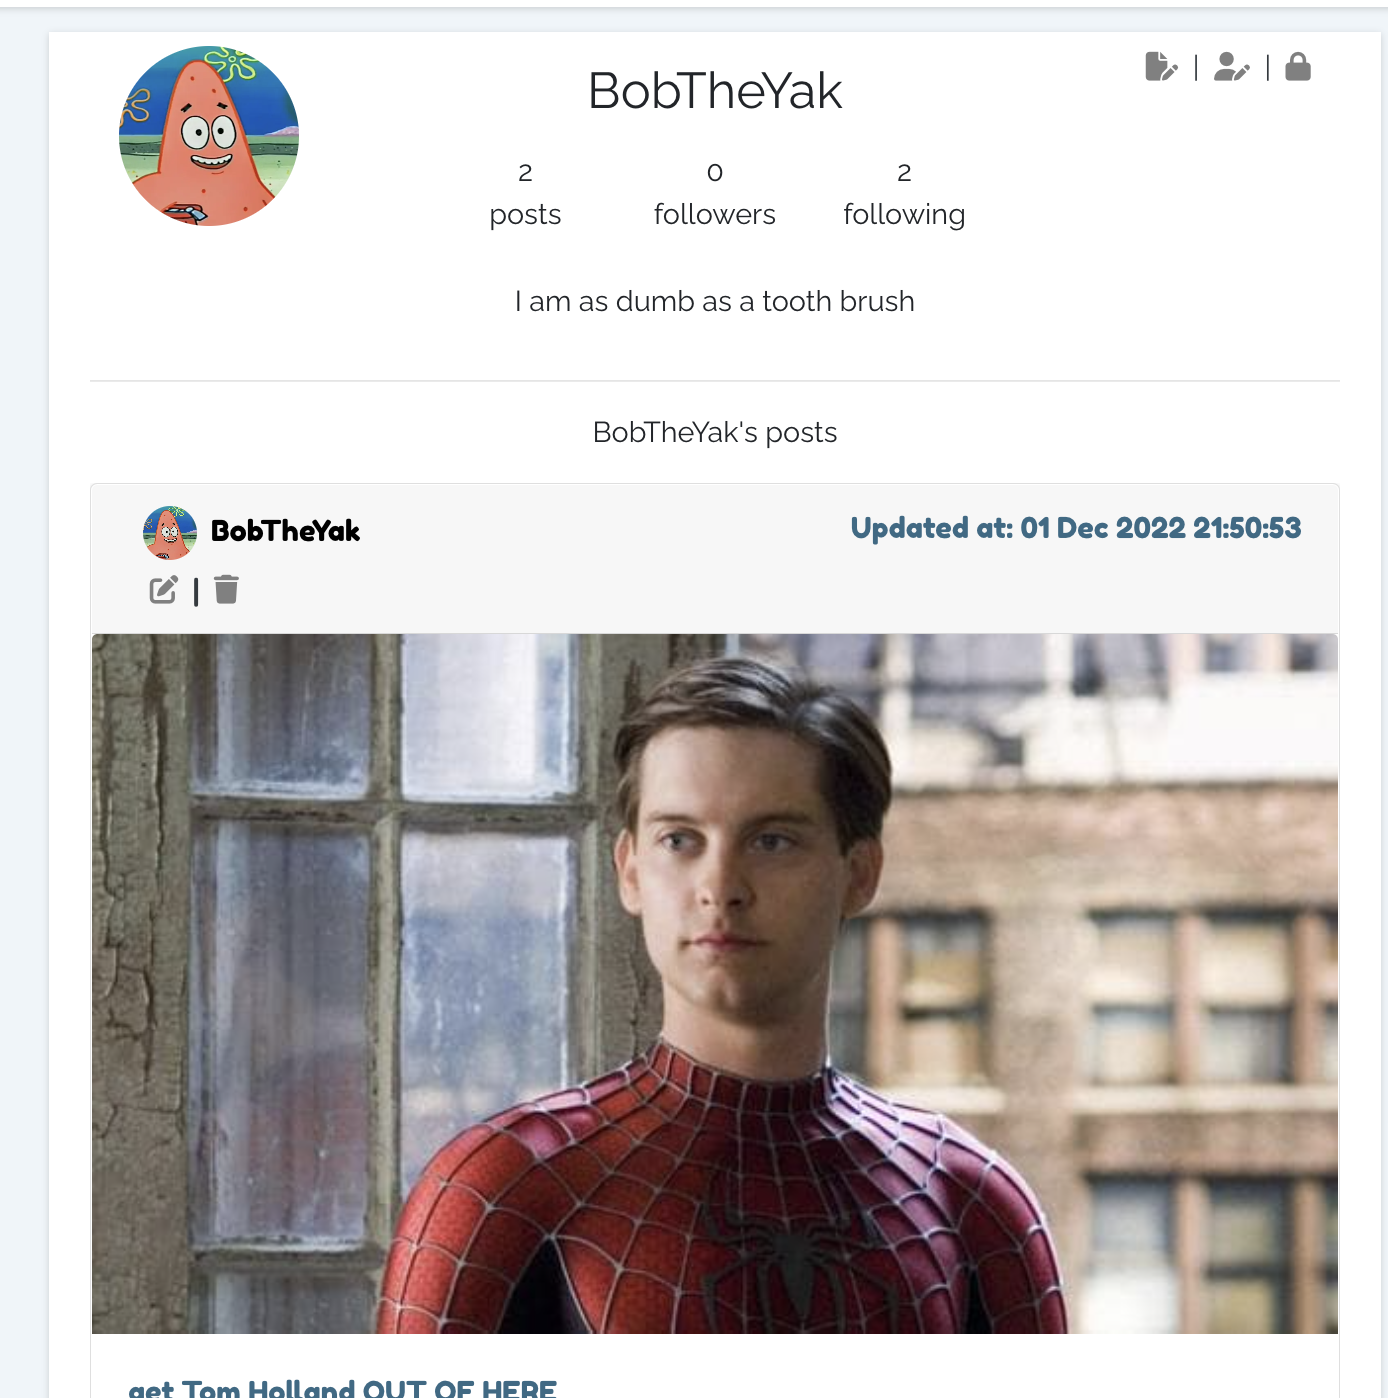 BobTheYak
2 0 2
posts followers following
I am as dumb as a tooth brush
BobTheYak's posts
BobTheYak Updated at: 01 Dec 2022 21:50:53
get Tom Holland OUT OF HERE